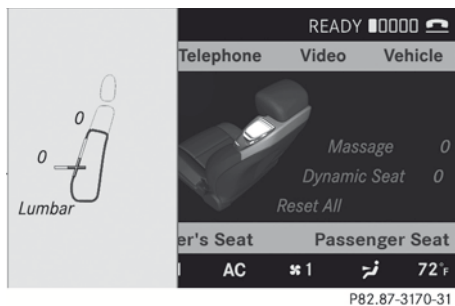 READY
Telephone Video Vehicle
0
0
Lumbar
Massage 0
Dynamic Seat 0
Reset All
er's Seat Passenger Seat
AC 1 72°F
P82.87-3170-31